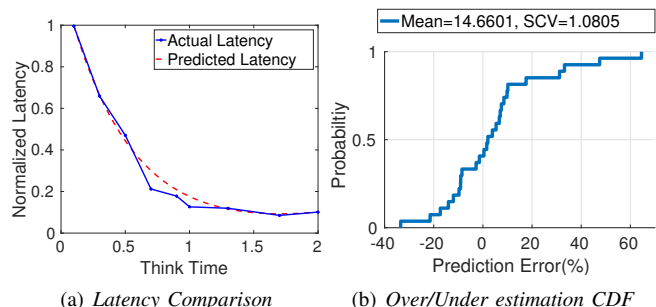 Mean=14.6601, SCV=1.0805
Actual Latency
Predicted Latency
Normalized Latency
1
0.8
0.6
0.4
0.2
0
0
0.5
1.0
1.5
2
Think Time
(a) Latency Comparison
Probabiltiy
1
0.5
0
-40
-20
0
20
40
60
Prediction Error(%)
(b) Over/Under estimation CDF